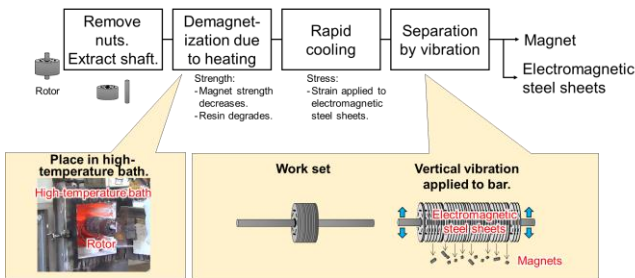 Remove
nuts.
Extract shaft.
Demagnet-
ization due
to heating
Rapid
cooling
Separation
by vibration
Magnet
Electromagnetic
steel sheets
Rotor
Strength:
-Magnet strength
decreases.
-Resin degrades.
Stress:
-Strain applied to
electromagnetic
steel sheets.
Place in high-
temperature bath.
High-temperature bath
Rotor
Work set
Vertical vibration
applied to bar.
Electromagnetic
steel sheets
Magnets